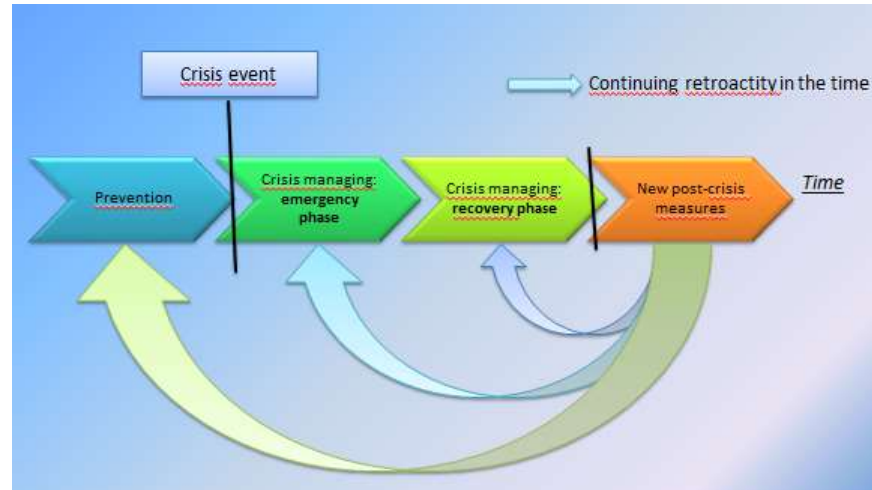 Crisis event
Continuing retroactity in the time
Prevention
Crisis managing:
emergency
phase
Crisis managing:
recovery phase
New post-crisis
measures
Time